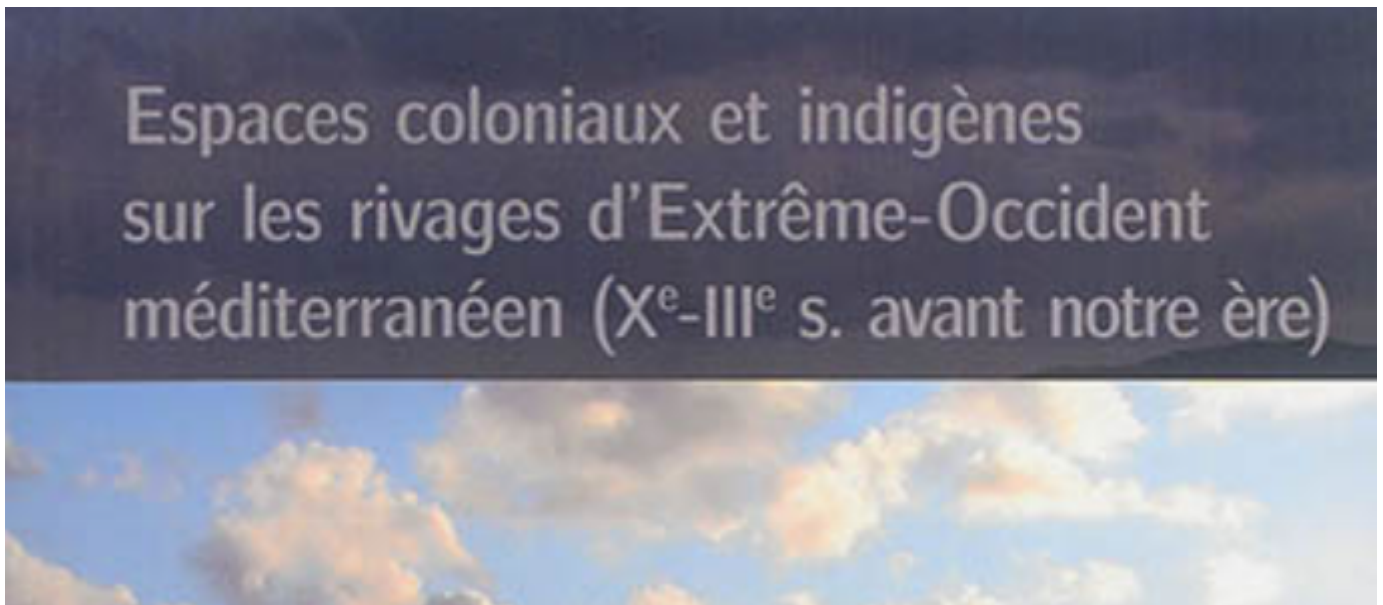 Espaces coloniaux et indigènes
sur les rivages d'Extrême-Occident
méditerranéen (Xᵉ-IIIᵉ s. avant notre ère)